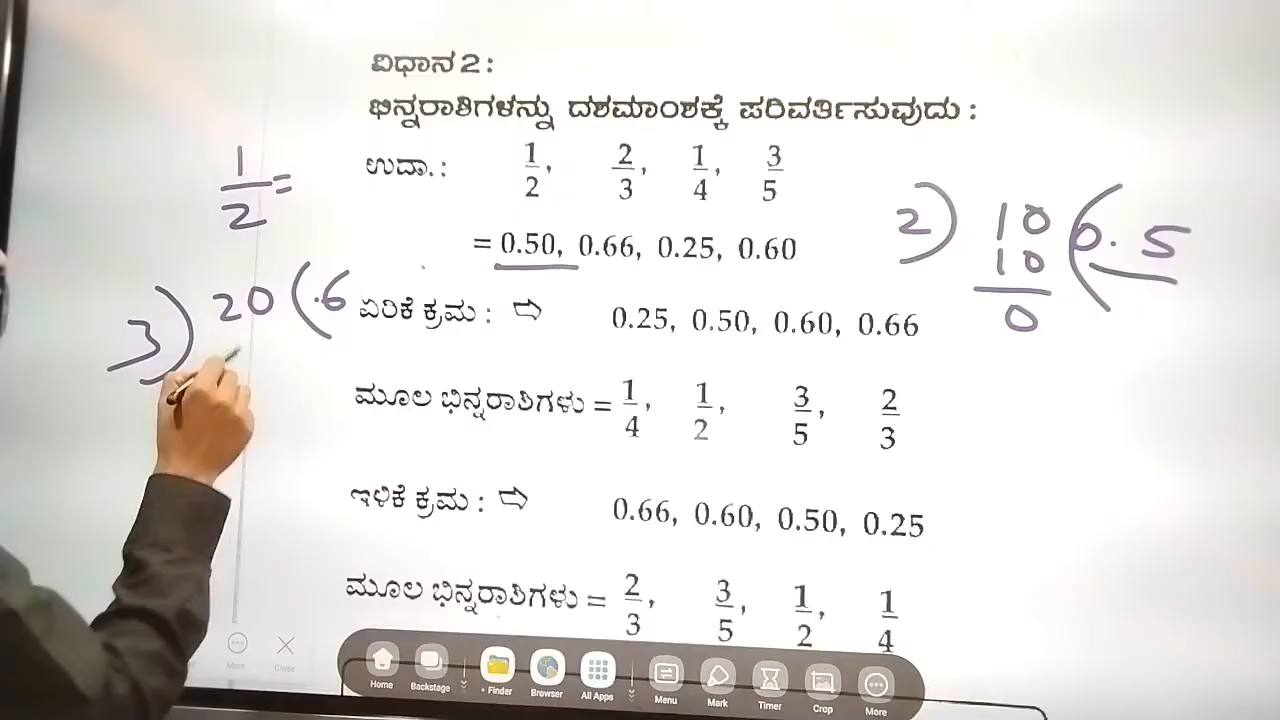 ವಿಧಾನ 2 :
ಭಿನ್ನರಾಶಿಗಳನ್ನು ದಶಮಾಂಶಕ್ಕೆ ಪರಿವರ್ತಿಸುವುದು :
ಉದಾ. : 1/2, 2/3, 1/4, 3/5
= 0.50, 0.66, 0.25, 0.60
ಏರಿಕೆ ಕ್ರಮ : ⇨ 0.25, 0.50, 0.60, 0.66
ಮೂಲ ಭಿನ್ನರಾಶಿಗಳು = 1/4, 1/2, 3/5, 2/3
ಇಳಿಕೆ ಕ್ರಮ : ⇨ 0.66, 0.60, 0.50, 0.25
ಮೂಲ ಭಿನ್ನರಾಶಿಗಳು = 2/3, 3/5, 1/2, 1/4
1/2 =
3) 20 (.6
2) 10 (0.5
10
0
More Close
Home Backstage Finder Browser All Apps Menu Mark Timer Crop More